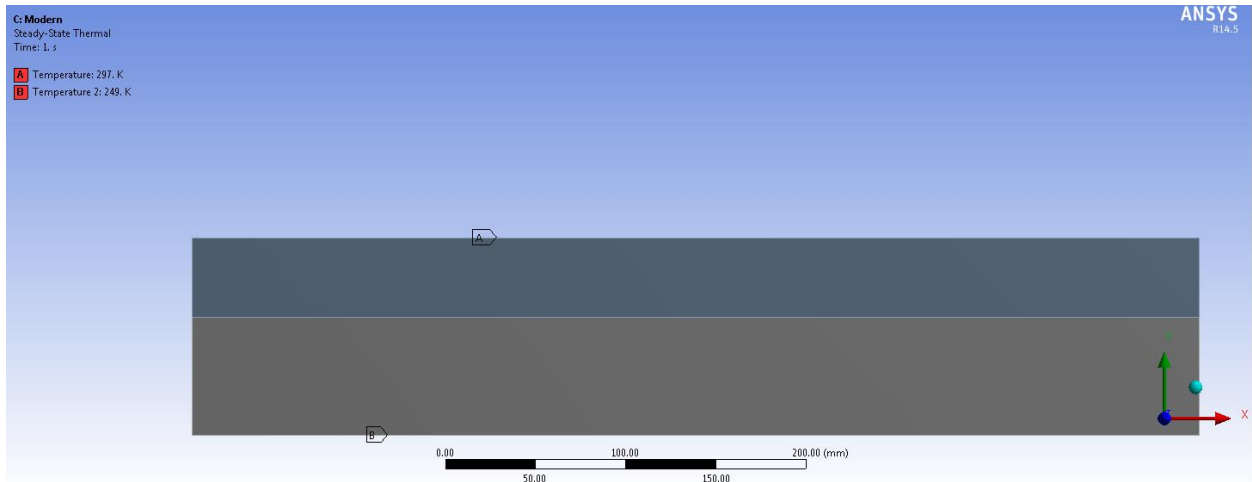 C: Modern
Steady-State Thermal
Time: 1. s
A Temperature: 297. K
B Temperature 2: 249. K
ANSYS
R14.5
A
B
0.00 100.00 200.00 (mm)
50.00 150.00
X